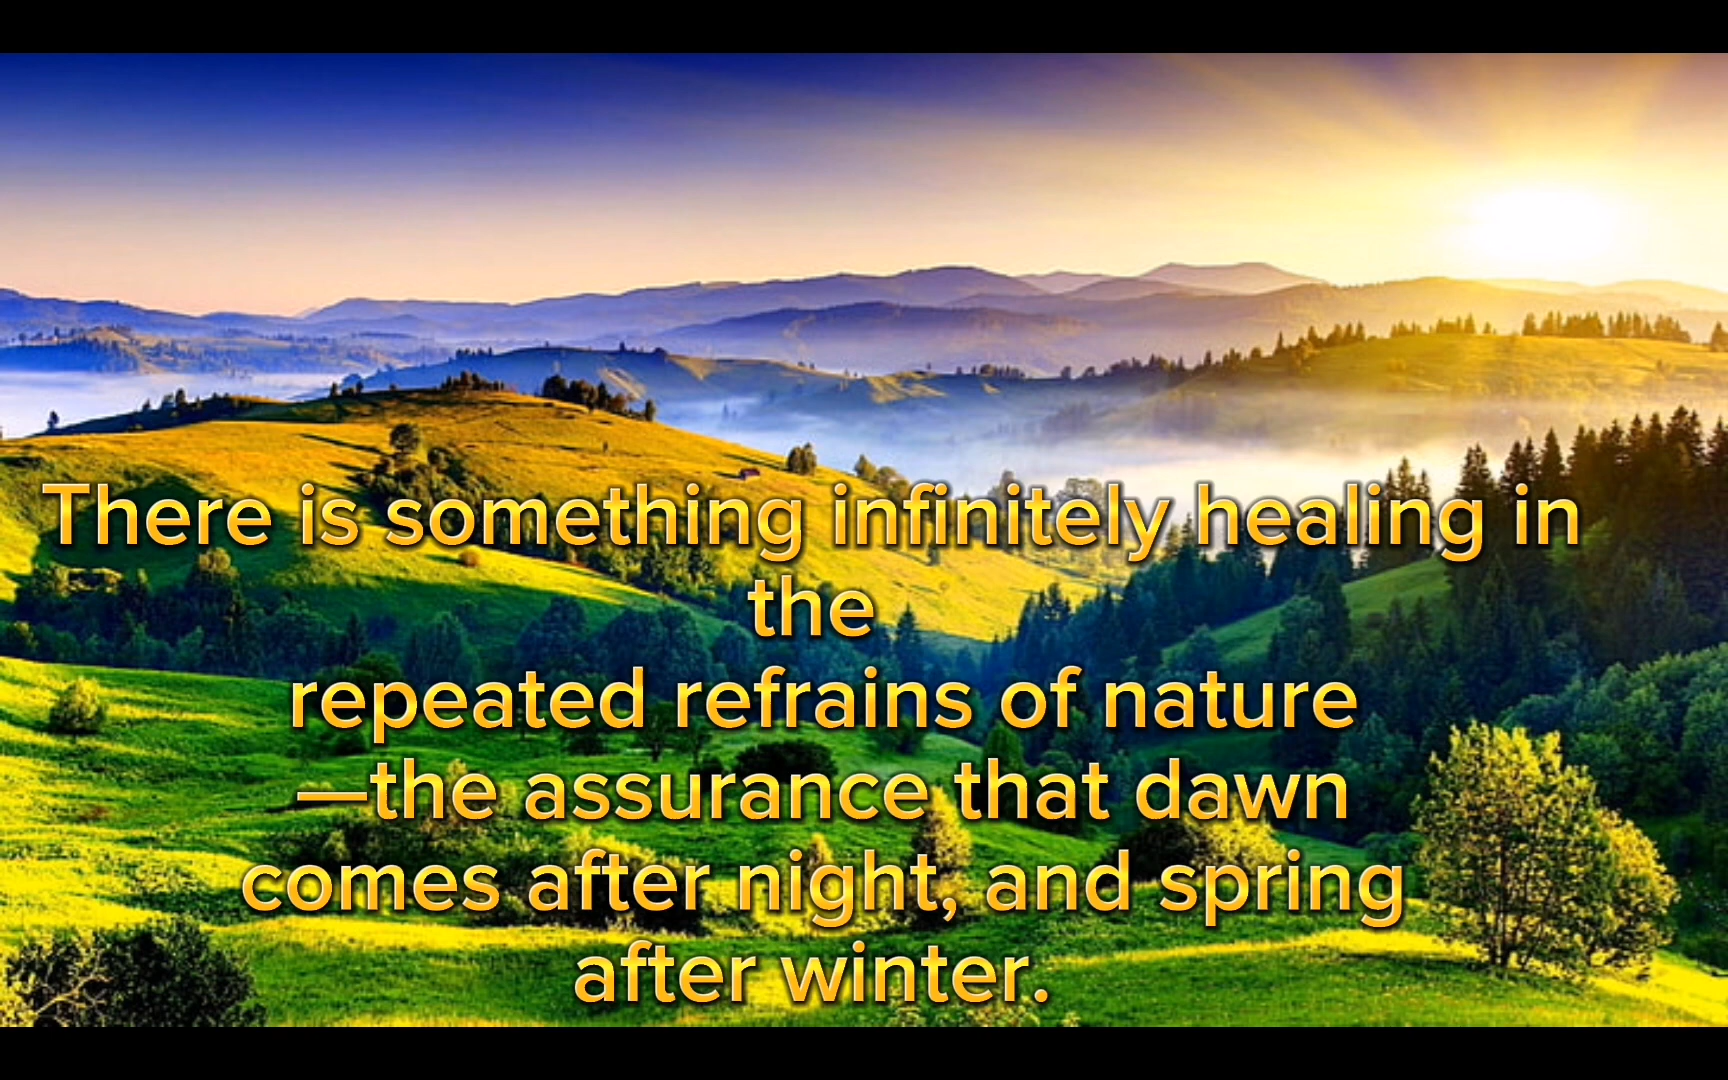 There is something infinitely healing in
the
repeated refrains of nature
—the assurance that dawn
comes after night, and spring
after winter.